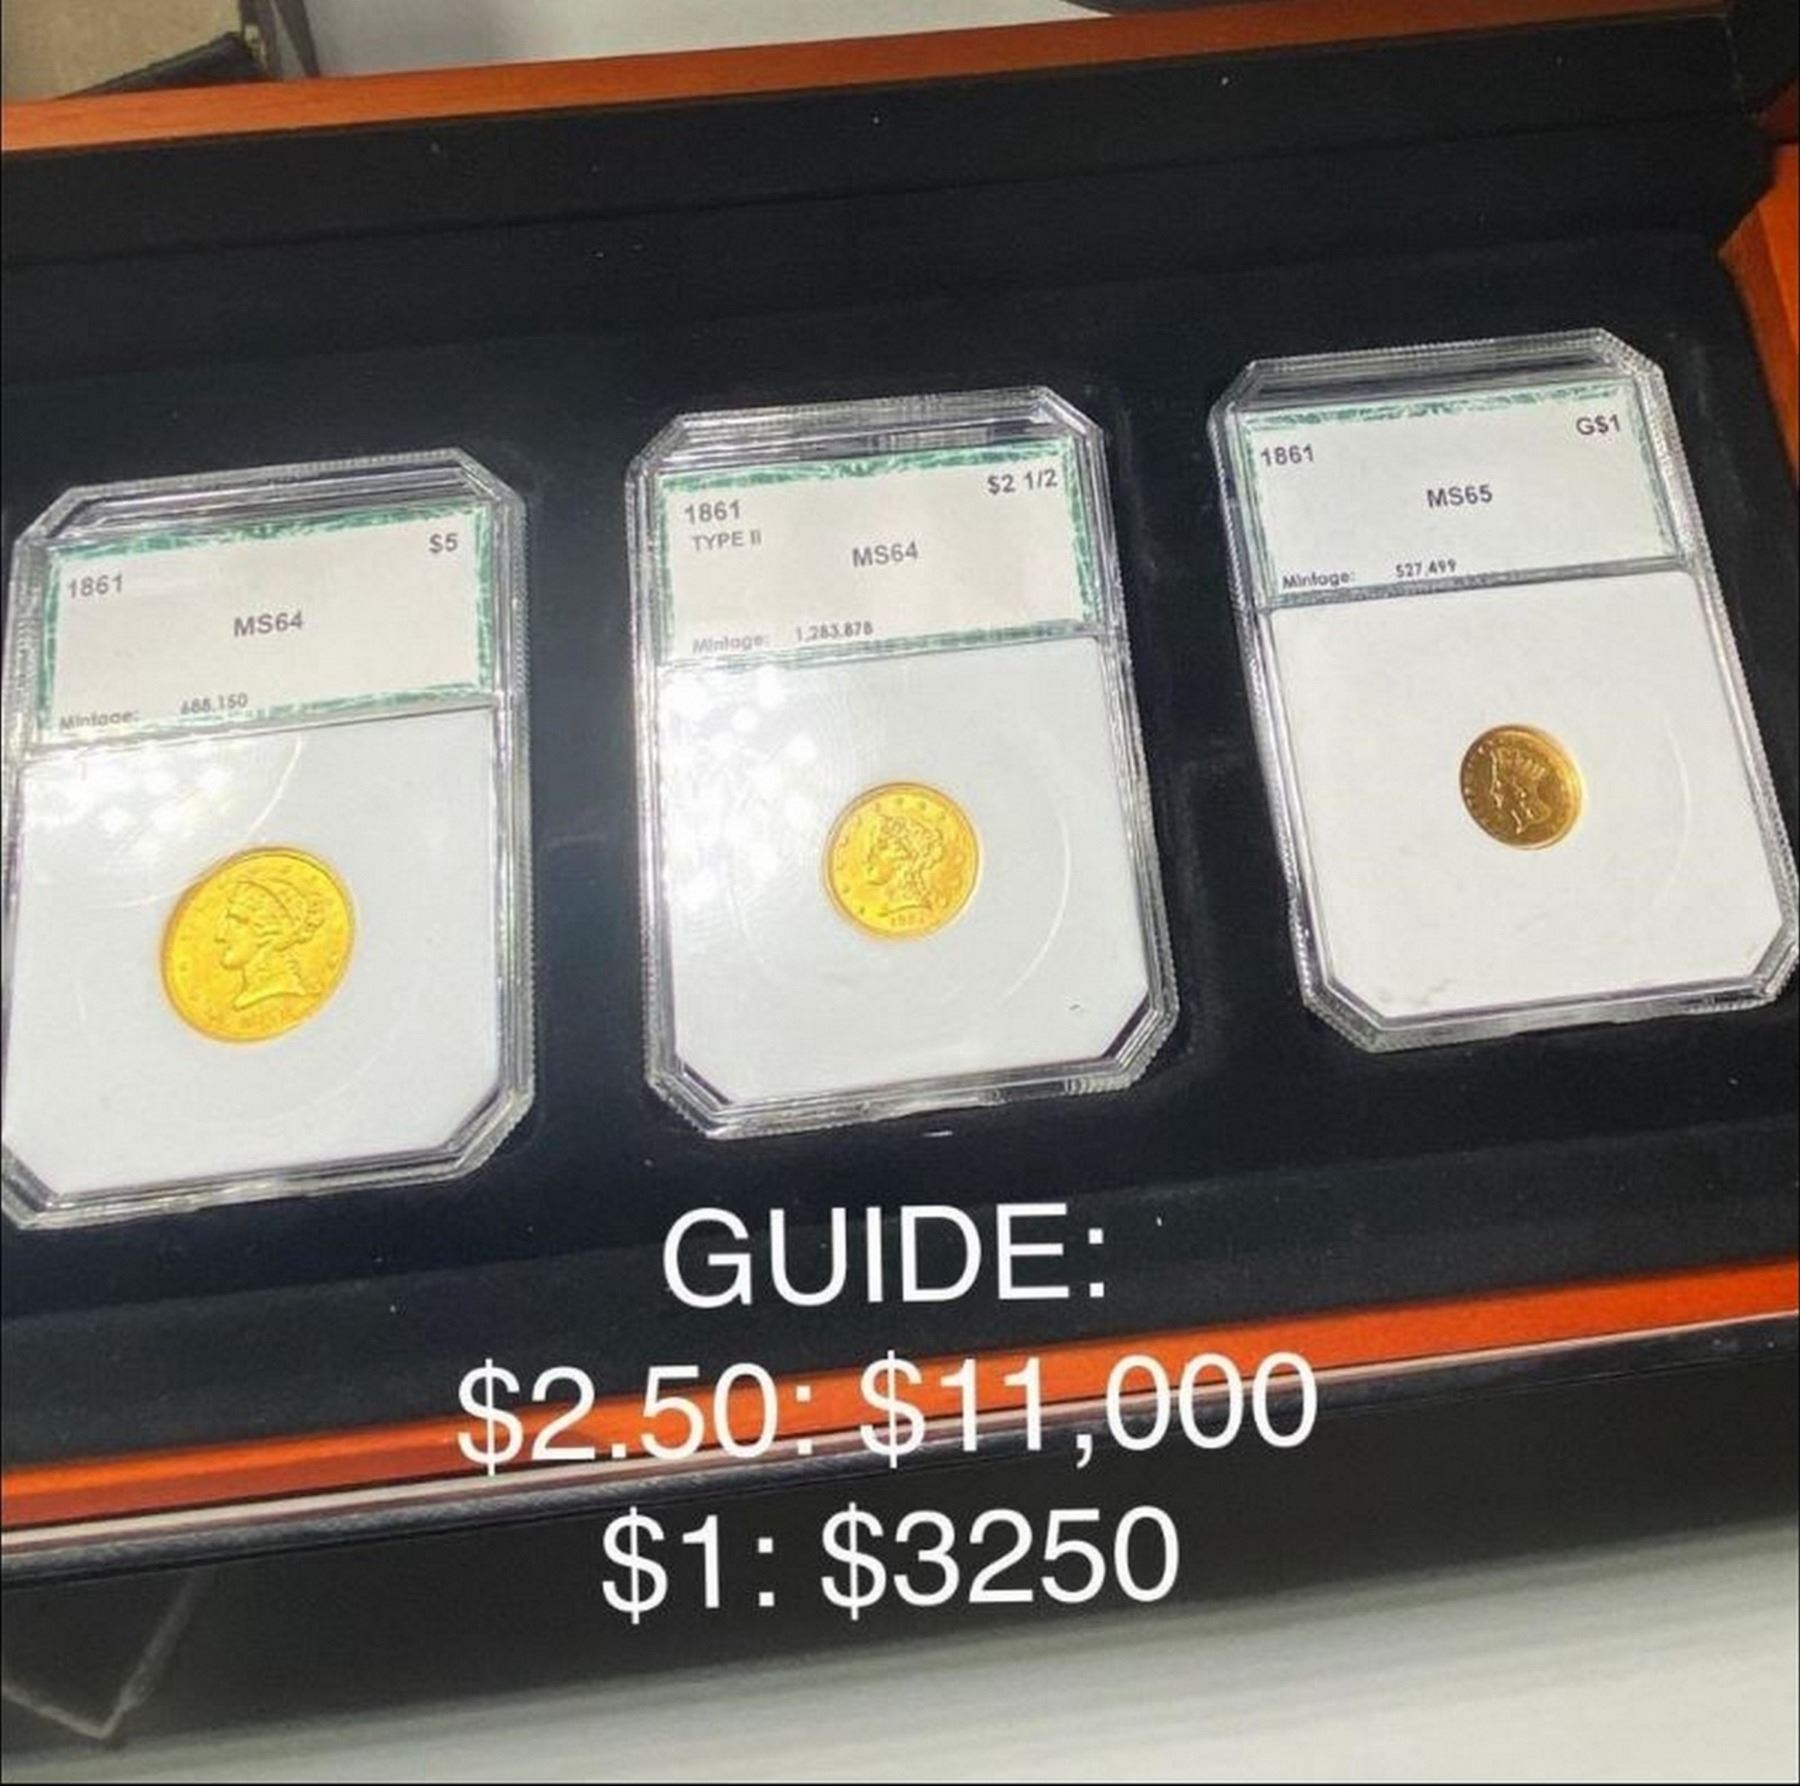 1861 $5
MS64
Mintage: 688,150
1861 $2 1/2
TYPE II
MS64
Mintage: 1,283,878
1861 G$1
MS65
Mintage: 527,499
GUIDE:
$2.50: $11,000
$1: $3250